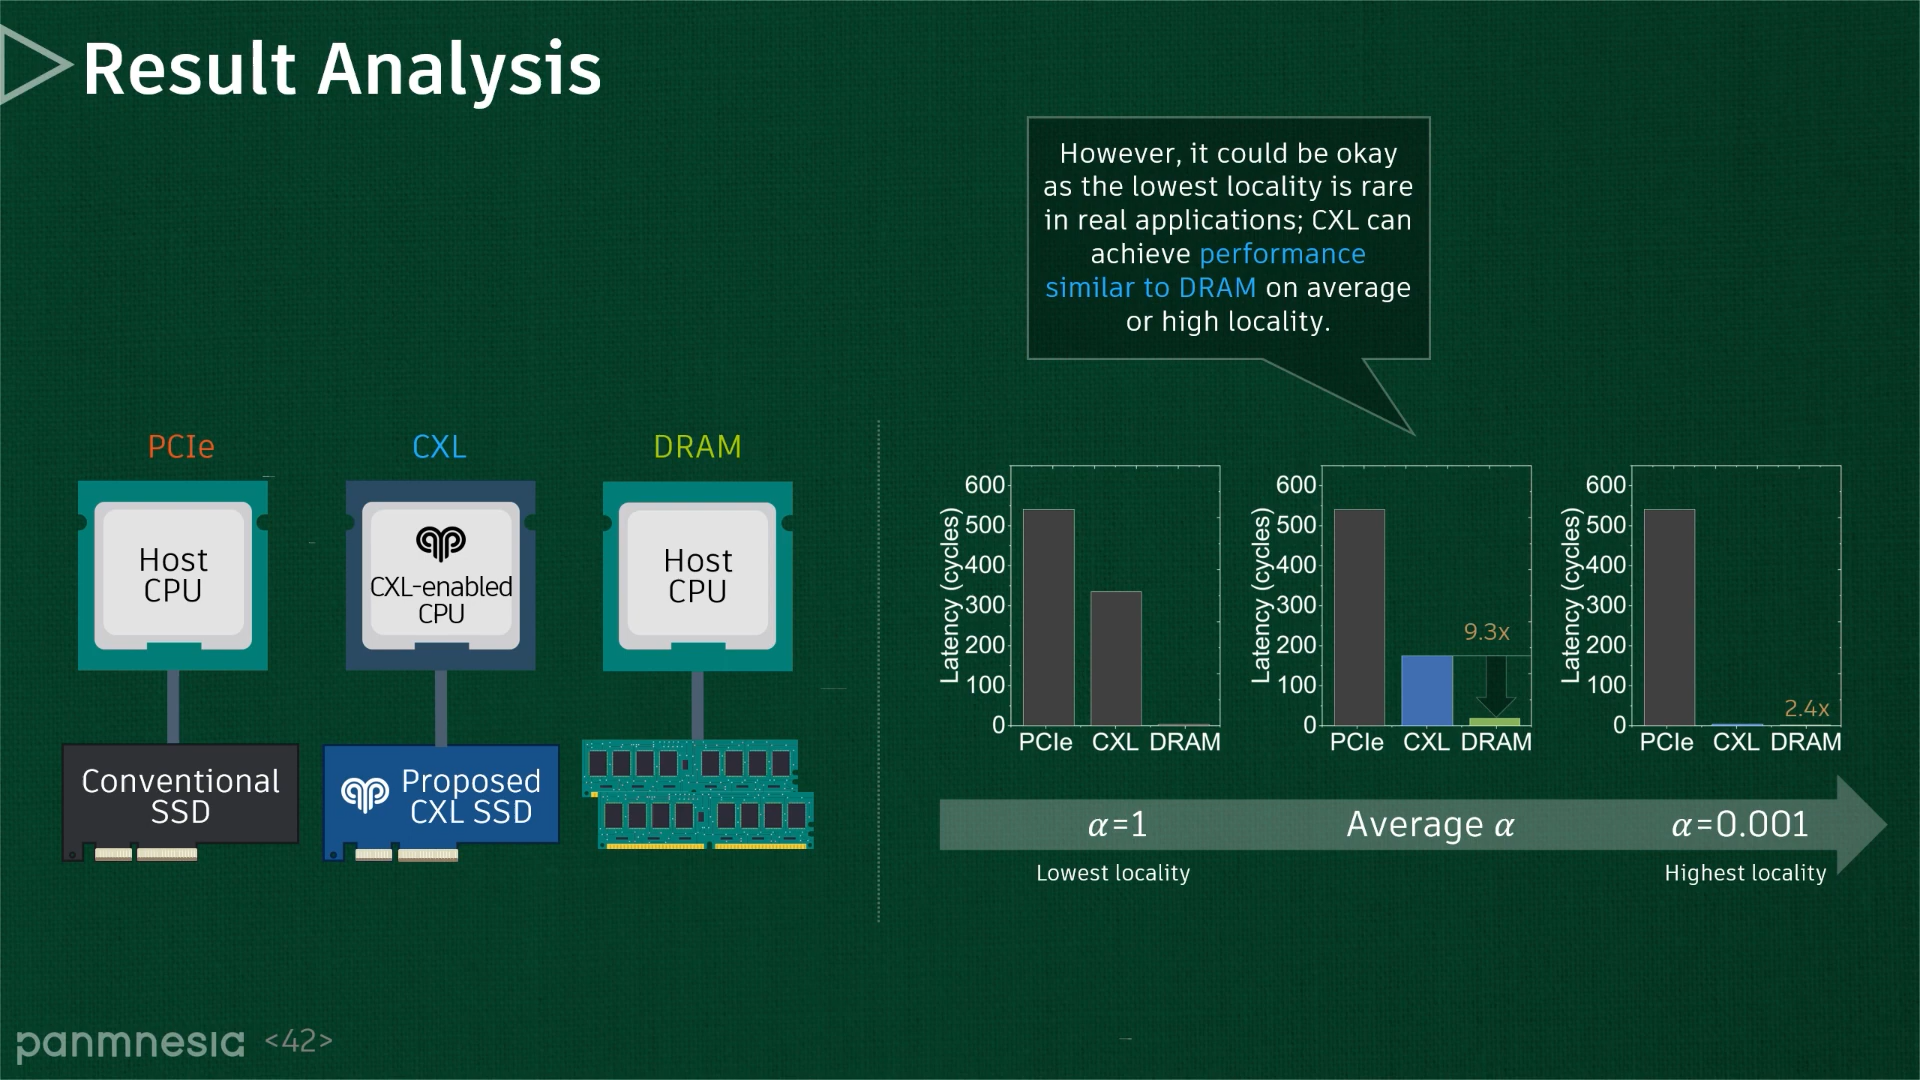 Result Analysis
However, it could be okay
as the lowest locality is rare
in real applications; CXL can
achieve performance
similar to DRAM on average
or high locality.
PCIe
CXL
DRAM
Host
CPU
CXL-enabled
CPU
Host
CPU
Conventional
SSD
Proposed
CXL SSD
Latency (cycles)
600
500
400
300
200
100
0
PCIe CXL DRAM
Latency (cycles)
600
500
400
300
200
100
0
9.3x
PCIe CXL DRAM
Latency (cycles)
600
500
400
300
200
100
0
2.4x
PCIe CXL DRAM
α=1
Average α
α=0.001
Lowest locality
Highest locality
panmnesia <42>